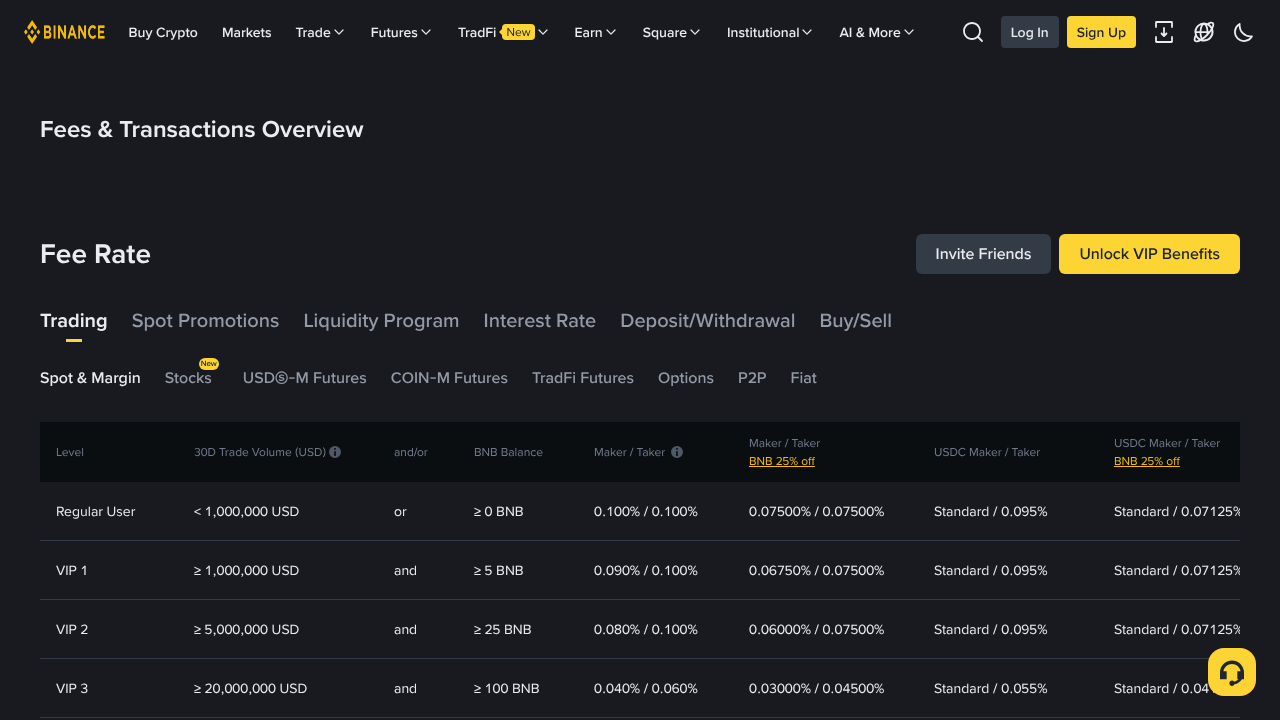 BINANCE Buy Crypto Markets Trade Futures TradFi New Earn Square Institutional AI & More Log In Sign Up
Fees & Transactions Overview
Fee Rate Invite Friends Unlock VIP Benefits
Trading Spot Promotions Liquidity Program Interest Rate Deposit/Withdrawal Buy/Sell
Spot & Margin Stocks New USDⓈ-M Futures COIN-M Futures TradFi Futures Options P2P Fiat
Level 30D Trade Volume (USD) and/or BNB Balance Maker / Taker Maker / Taker BNB 25% off USDC Maker / Taker USDC Maker / Taker BNB 25% off
Regular User < 1,000,000 USD or ≥ 0 BNB 0.100% / 0.100% 0.07500% / 0.07500% Standard / 0.095% Standard / 0.07125%
VIP 1 ≥ 1,000,000 USD and ≥ 5 BNB 0.090% / 0.100% 0.06750% / 0.07500% Standard / 0.095% Standard / 0.07125%
VIP 2 ≥ 5,000,000 USD and ≥ 25 BNB 0.080% / 0.100% 0.06000% / 0.07500% Standard / 0.095% Standard / 0.07125%
VIP 3 ≥ 20,000,000 USD and ≥ 100 BNB 0.040% / 0.060% 0.03000% / 0.04500% Standard / 0.055% Standard /